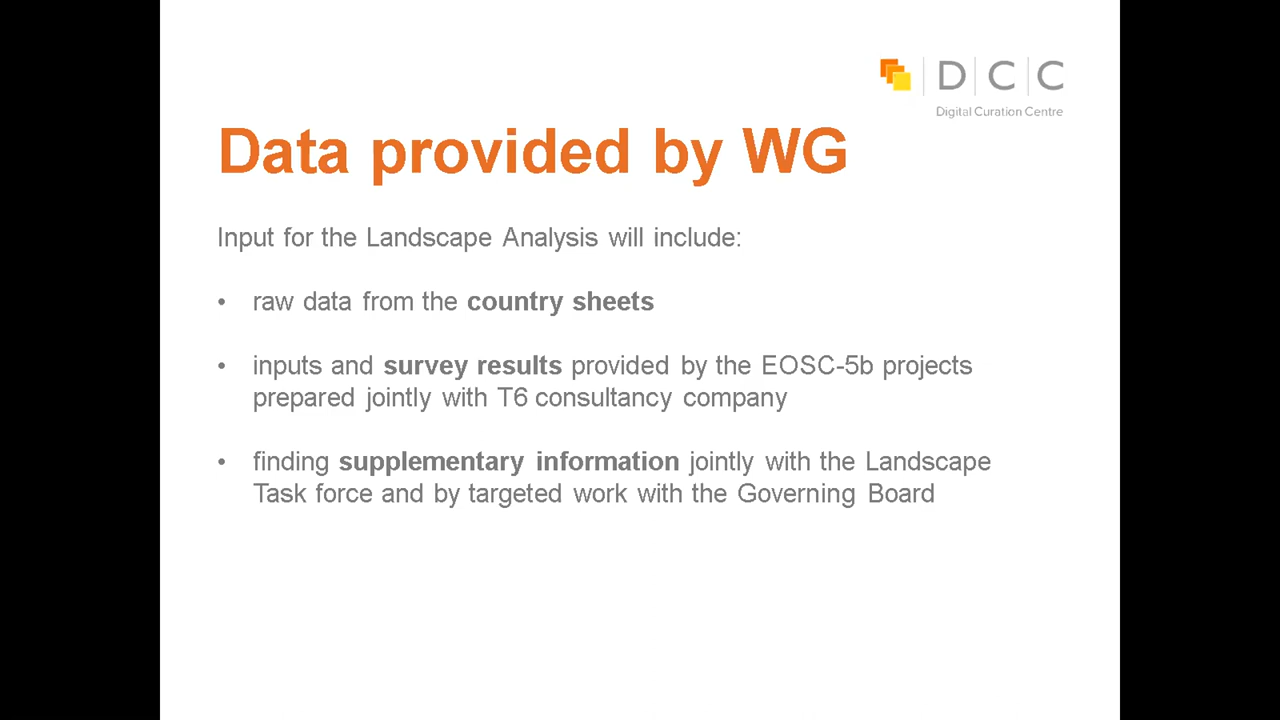 D C C
Digital Curation Centre
Data provided by WG
Input for the Landscape Analysis will include:
• raw data from the country sheets
• inputs and survey results provided by the EOSC-5b projects
prepared jointly with T6 consultancy company
• finding supplementary information jointly with the Landscape
Task force and by targeted work with the Governing Board